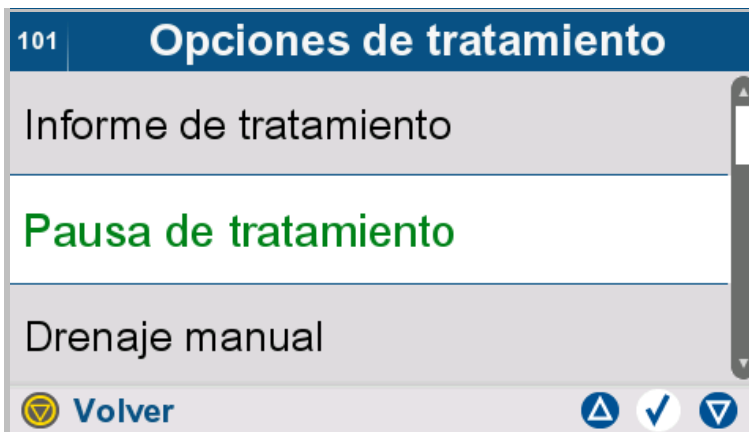 101
Opciones de tratamiento
Informe de tratamiento
Pausa de tratamiento
Drenaje manual
Volver